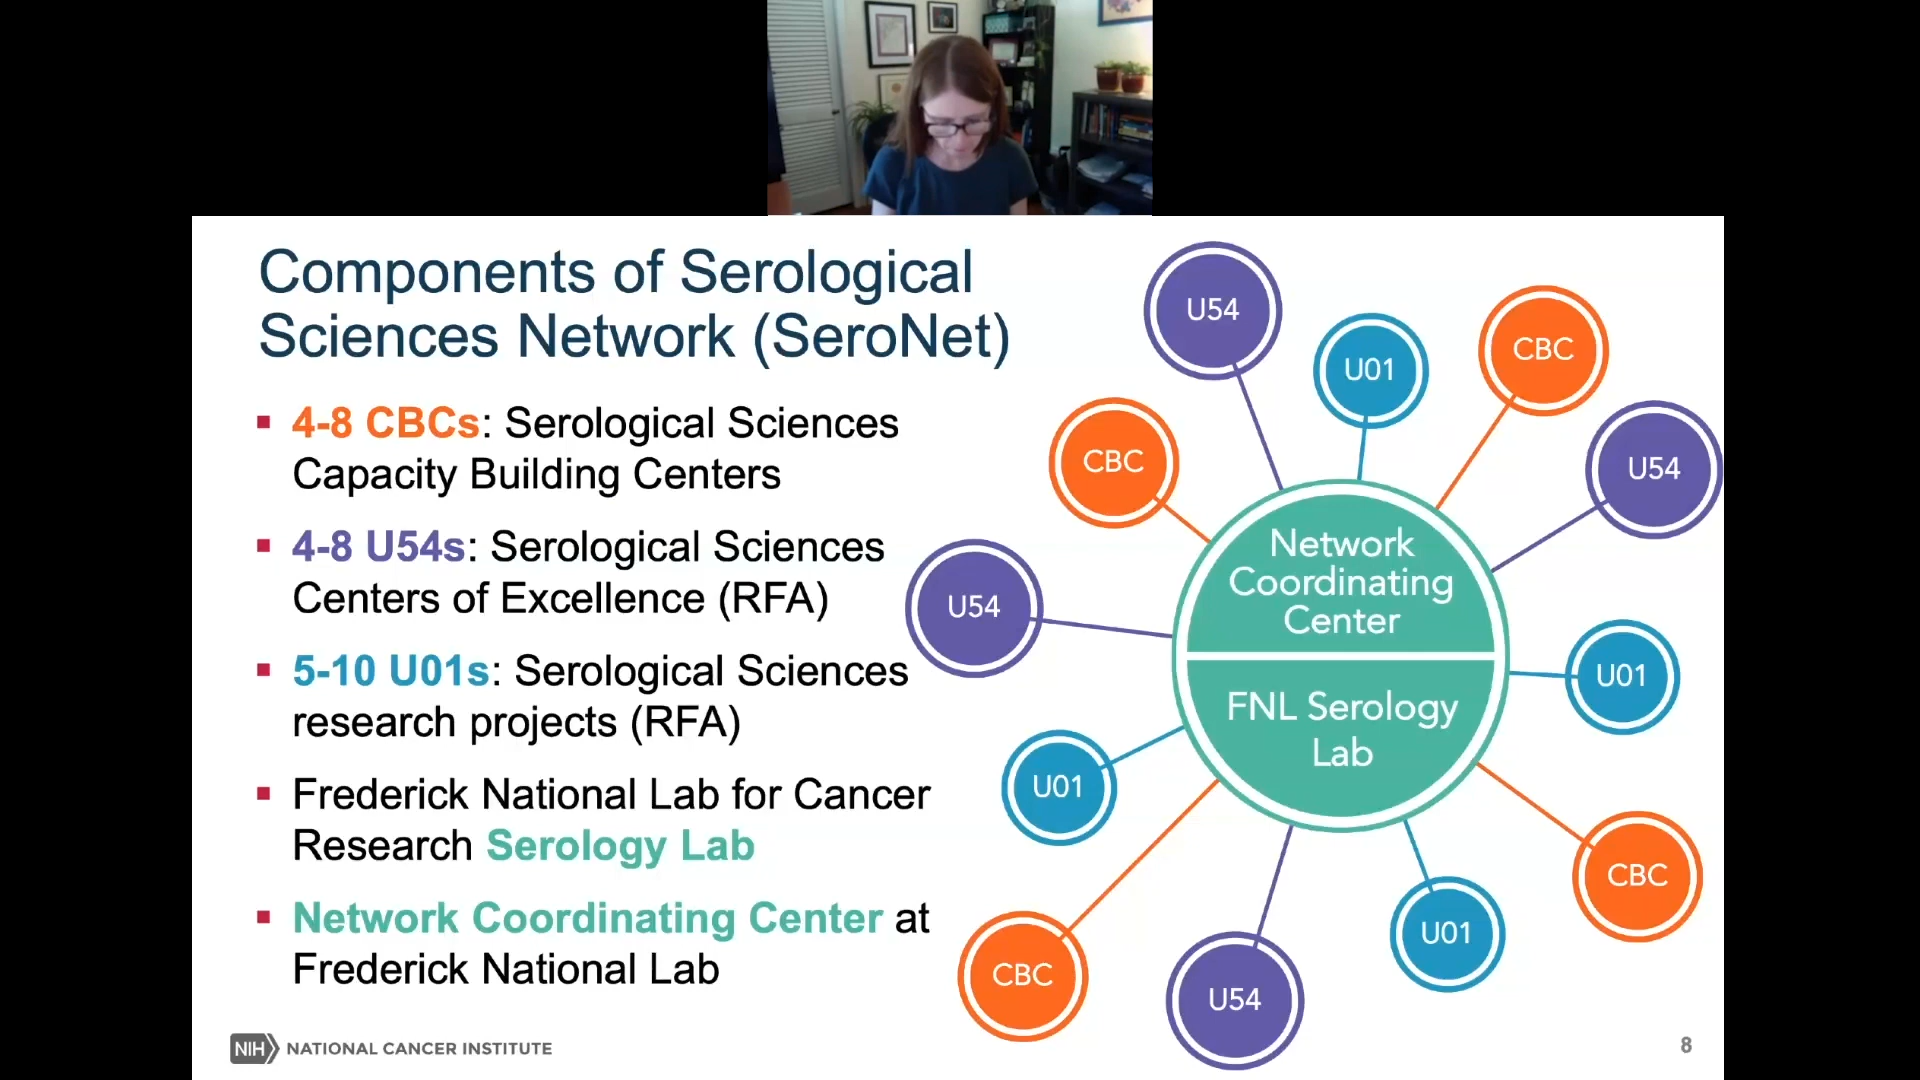 Components of Serological
Sciences Network (SeroNet)
4-8 CBCs: Serological Sciences
Capacity Building Centers
4-8 U54s: Serological Sciences
Centers of Excellence (RFA)
5-10 U01s: Serological Sciences
research projects (RFA)
Frederick National Lab for Cancer
Research Serology Lab
Network Coordinating Center at
Frederick National Lab
U54
U01
CBC
CBC
U54
Network
Coordinating
Center
U54
U01
FNL Serology
Lab
U01
CBC
U01
CBC
U54
NIH NATIONAL CANCER INSTITUTE
8